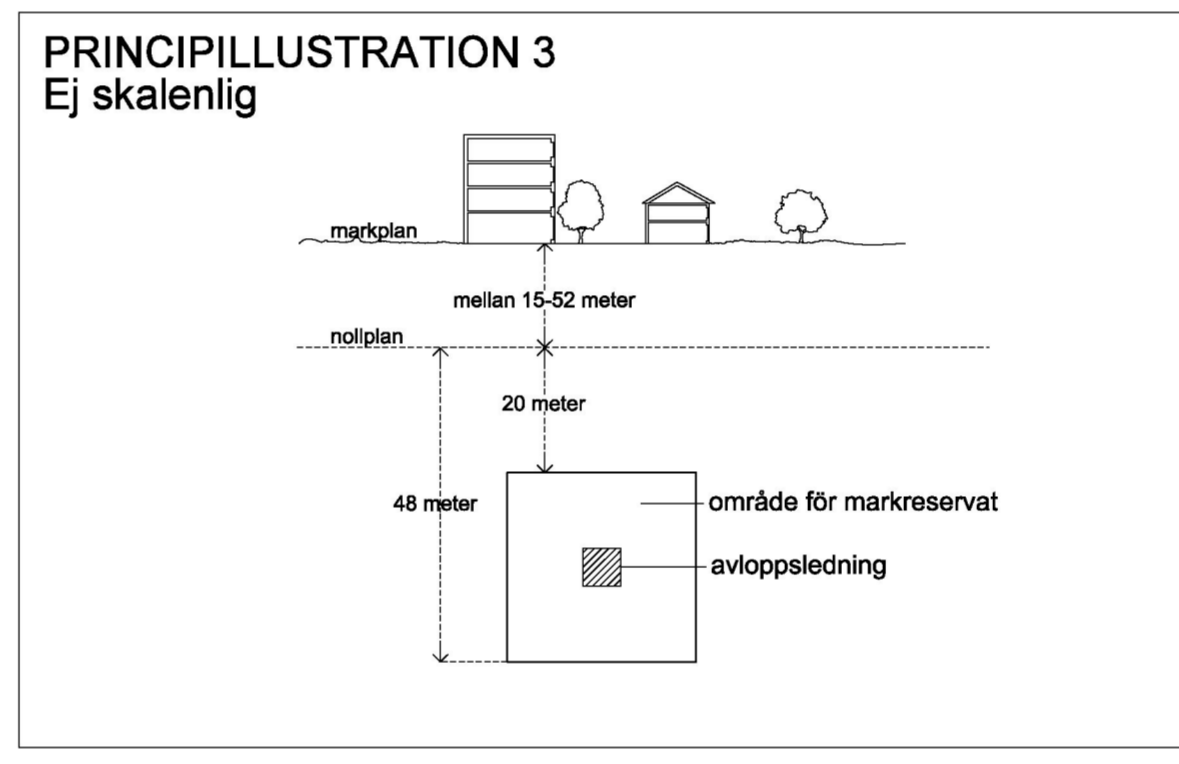 PRINCIPILLUSTRATION 3
Ej skalenlig
markplan
mellan 15-52 meter
nollplan
20 meter
48 meter
område för markreservat
avloppsledning